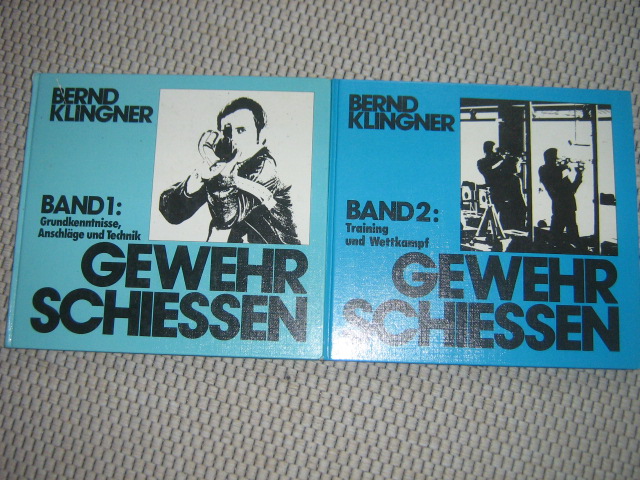 BERND
KLINGNER
BAND 1:
Grundkenntnisse,
Anschläge und Technik
GEWEHR
SCHIESSEN
BERND
KLINGNER
BAND 2:
Training
und Wettkampf
GEWEHR
SCHIESSEN